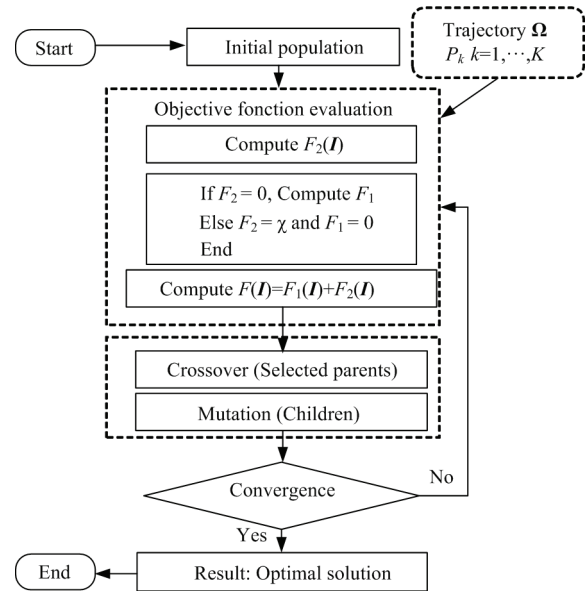 Start
Initial population
Trajectory Ω
Pₖ k=1,⋯,K
Objective fonction evaluation
Compute F₂(I)
If F₂ = 0, Compute F₁
Else F₂ = χ and F₁ = 0
End
Compute F(I)=F₁(I)+F₂(I)
Crossover (Selected parents)
Mutation (Children)
Convergence
No
Yes
End
Result: Optimal solution